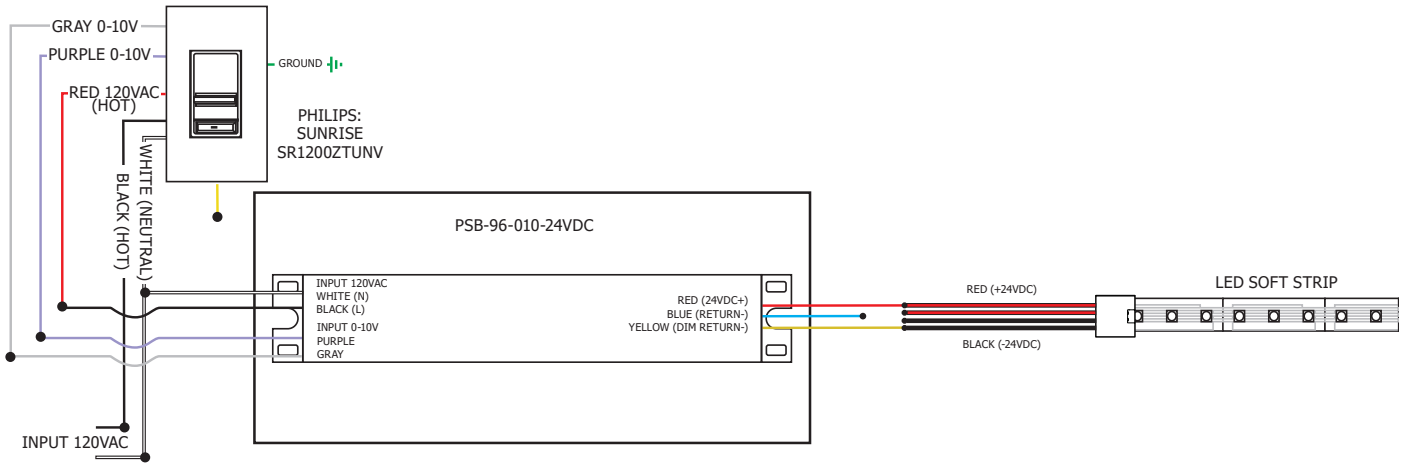 GRAY 0-10V
PURPLE 0-10V
RED 120VAC
(HOT)
GROUND
PHILIPS:
SUNRISE
SR1200ZTUNV
WHITE (NEUTRAL)
BLACK (HOT)
INPUT 120VAC
PSB-96-010-24VDC
INPUT 120VAC
WHITE (N)
BLACK (L)
INPUT 0-10V
PURPLE
GRAY
RED (24VDC+)
BLUE (RETURN-)
YELLOW (DIM RETURN-)
RED (+24VDC)
BLACK (-24VDC)
LED SOFT STRIP